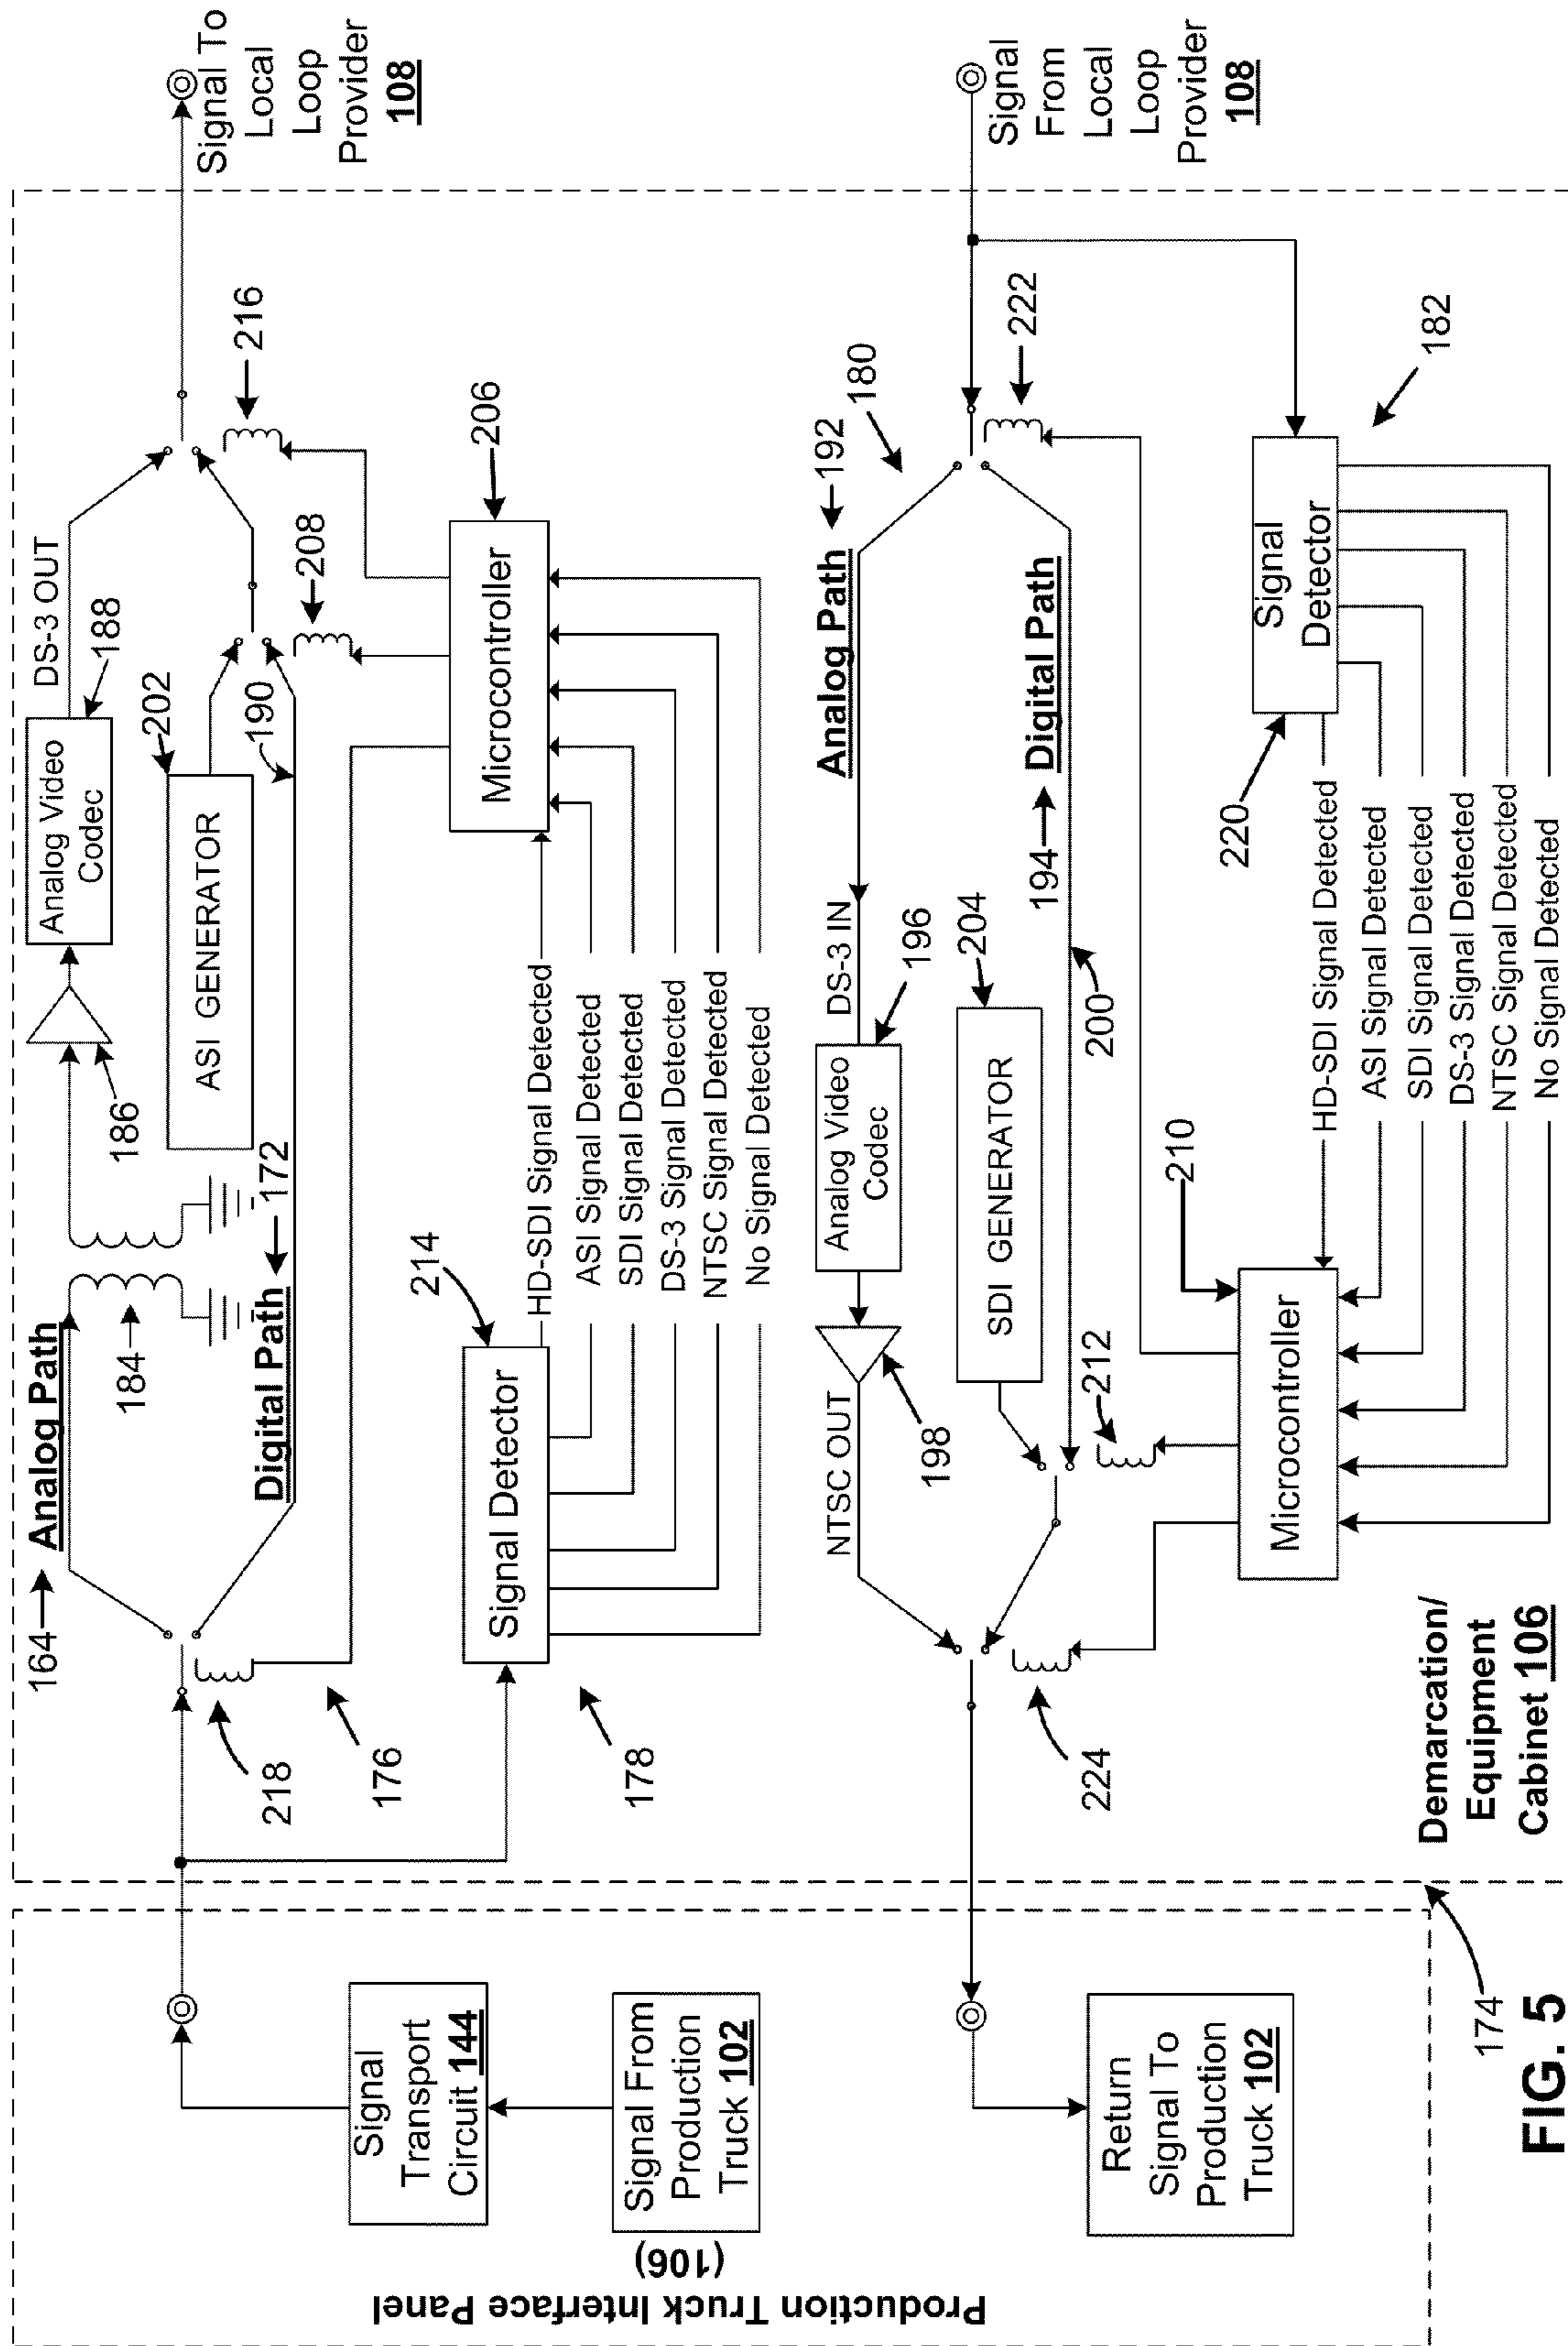 Production Truck Interface Panel
(106)
Signal
Transport
Circuit 144
Signal From
Production
Truck 102
Return
Signal To
Production
Truck 102
174
FIG. 5
164
Analog Path
184
186
Analog Video
Codec
188
DS-3 OUT
ASI GENERATOR
202
190
Digital Path
172
208
216
Signal To
Local
Loop
Provider
108
218
176
178
Signal Detector
214
HD-SDI Signal Detected
ASI Signal Detected
SDI Signal Detected
DS-3 Signal Detected
NTSC Signal Detected
No Signal Detected
Microcontroller
206
NTSC OUT
198
Analog Video
Codec
196
DS-3 IN
Analog Path
192
180
SDI GENERATOR
204
194
Digital Path
200
212
222
224
Signal
From
Local
Loop
Provider
108
Microcontroller
210
HD-SDI Signal Detected
ASI Signal Detected
SDI Signal Detected
DS-3 Signal Detected
NTSC Signal Detected
No Signal Detected
220
Signal
Detector
182
Demarcation/
Equipment
Cabinet 106